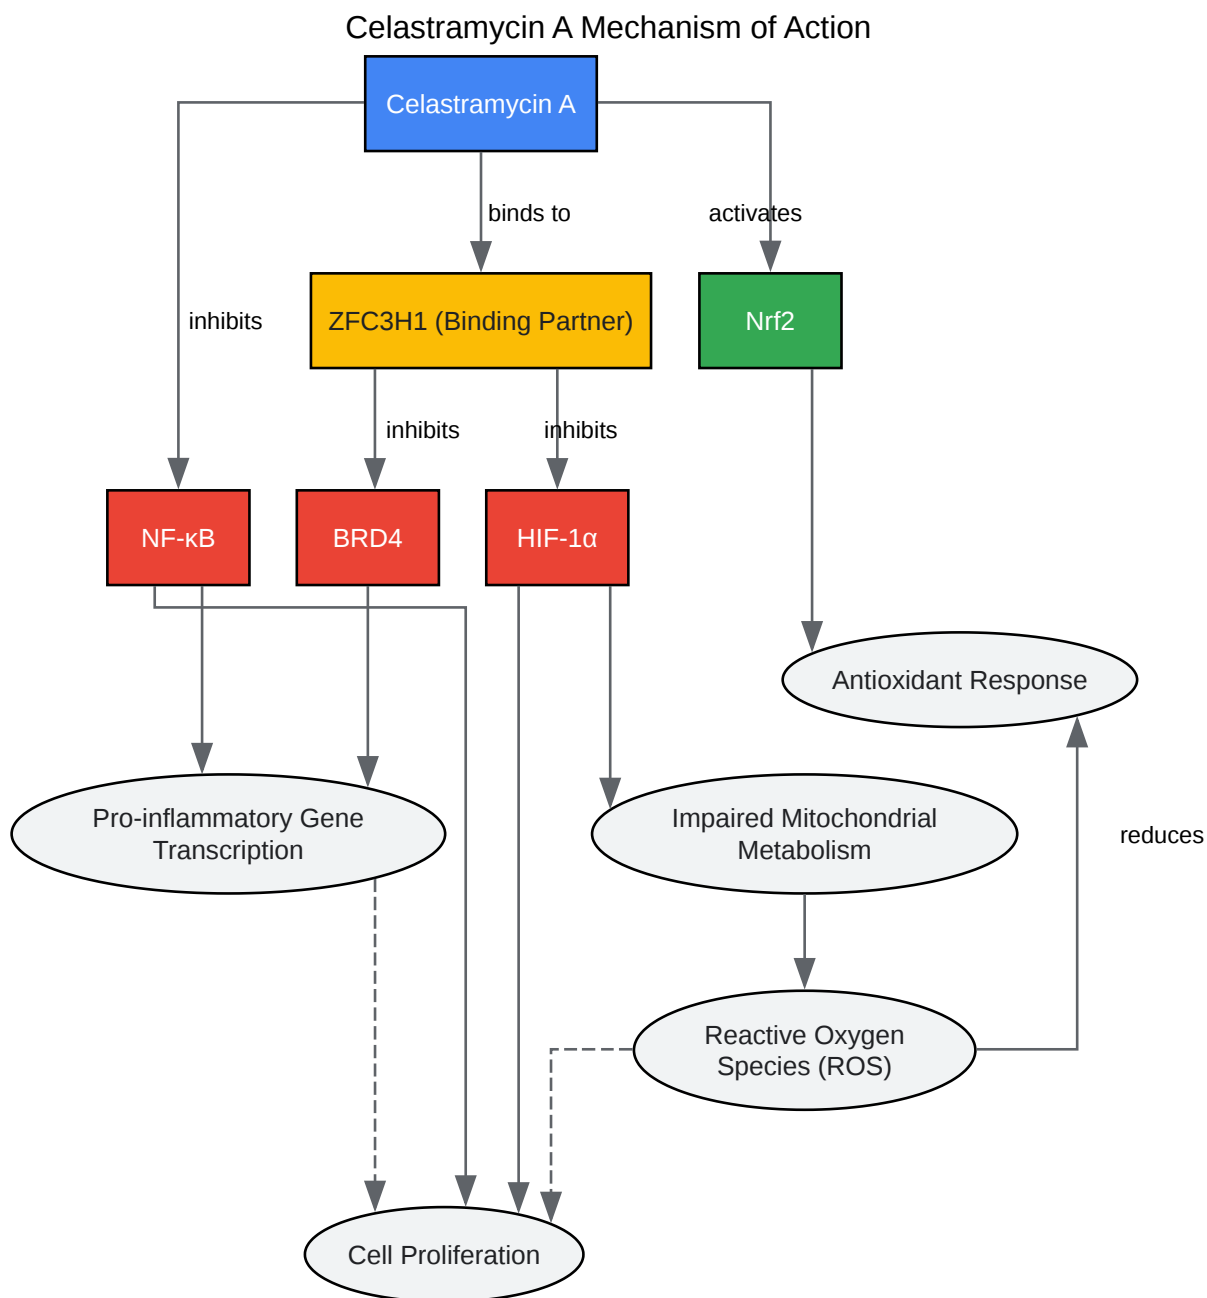 Celastramycin A Mechanism of Action
Celastramycin A
binds to
activates
inhibits
ZFC3H1 (Binding Partner)
Nrf2
inhibits
inhibits
NF-κB
BRD4
HIF-1α
Antioxidant Response
Pro-inflammatory Gene
Transcription
Impaired Mitochondrial
Metabolism
reduces
Reactive Oxygen
Species (ROS)
Cell Proliferation